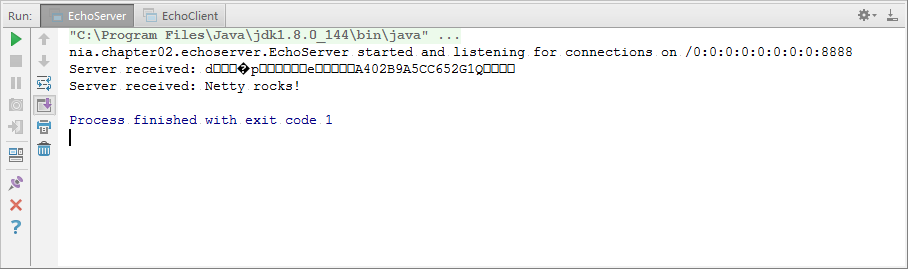 Run: EchoServer EchoClient
"C:\Program Files\Java\jdk1.8.0_144\bin\java" ...
nia.chapter02.echoserver.EchoServer started and listening for connections on /0:0:0:0:0:0:0:0:8888
Server received: d□□□�p□□□□□□e□□□□□A402B9A5CC652G1Q□□□□
Server received: Netty rocks!
Process finished with exit code 1